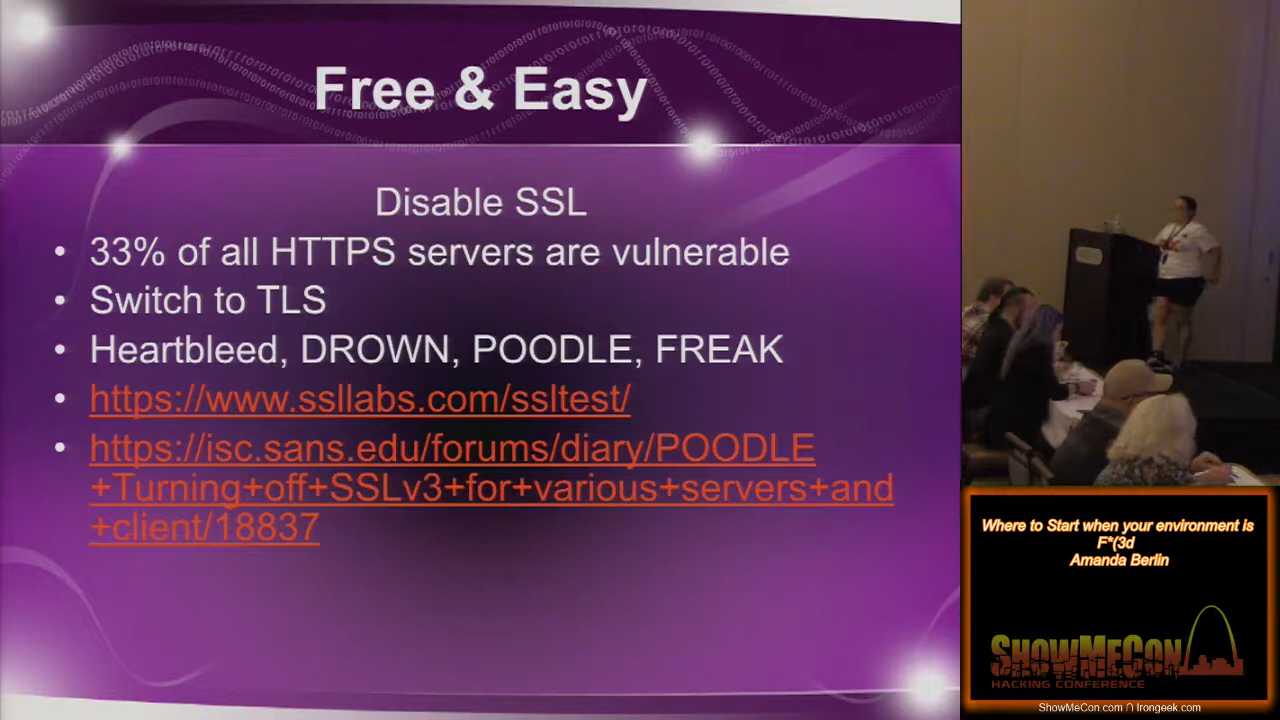 Free & Easy
Disable SSL
• 33% of all HTTPS servers are vulnerable
• Switch to TLS
• Heartbleed, DROWN, POODLE, FREAK
• https://www.ssllabs.com/ssltest/
• https://isc.sans.edu/forums/diary/POODLE
+Turning+off+SSLv3+for+various+servers+and
+client/18837
Where to Start when your environment is
F*(3d
Amanda Berlin
ShowMeCon
HACKING CONFERENCE
ShowMeCon.com ∩ Irongeek.com